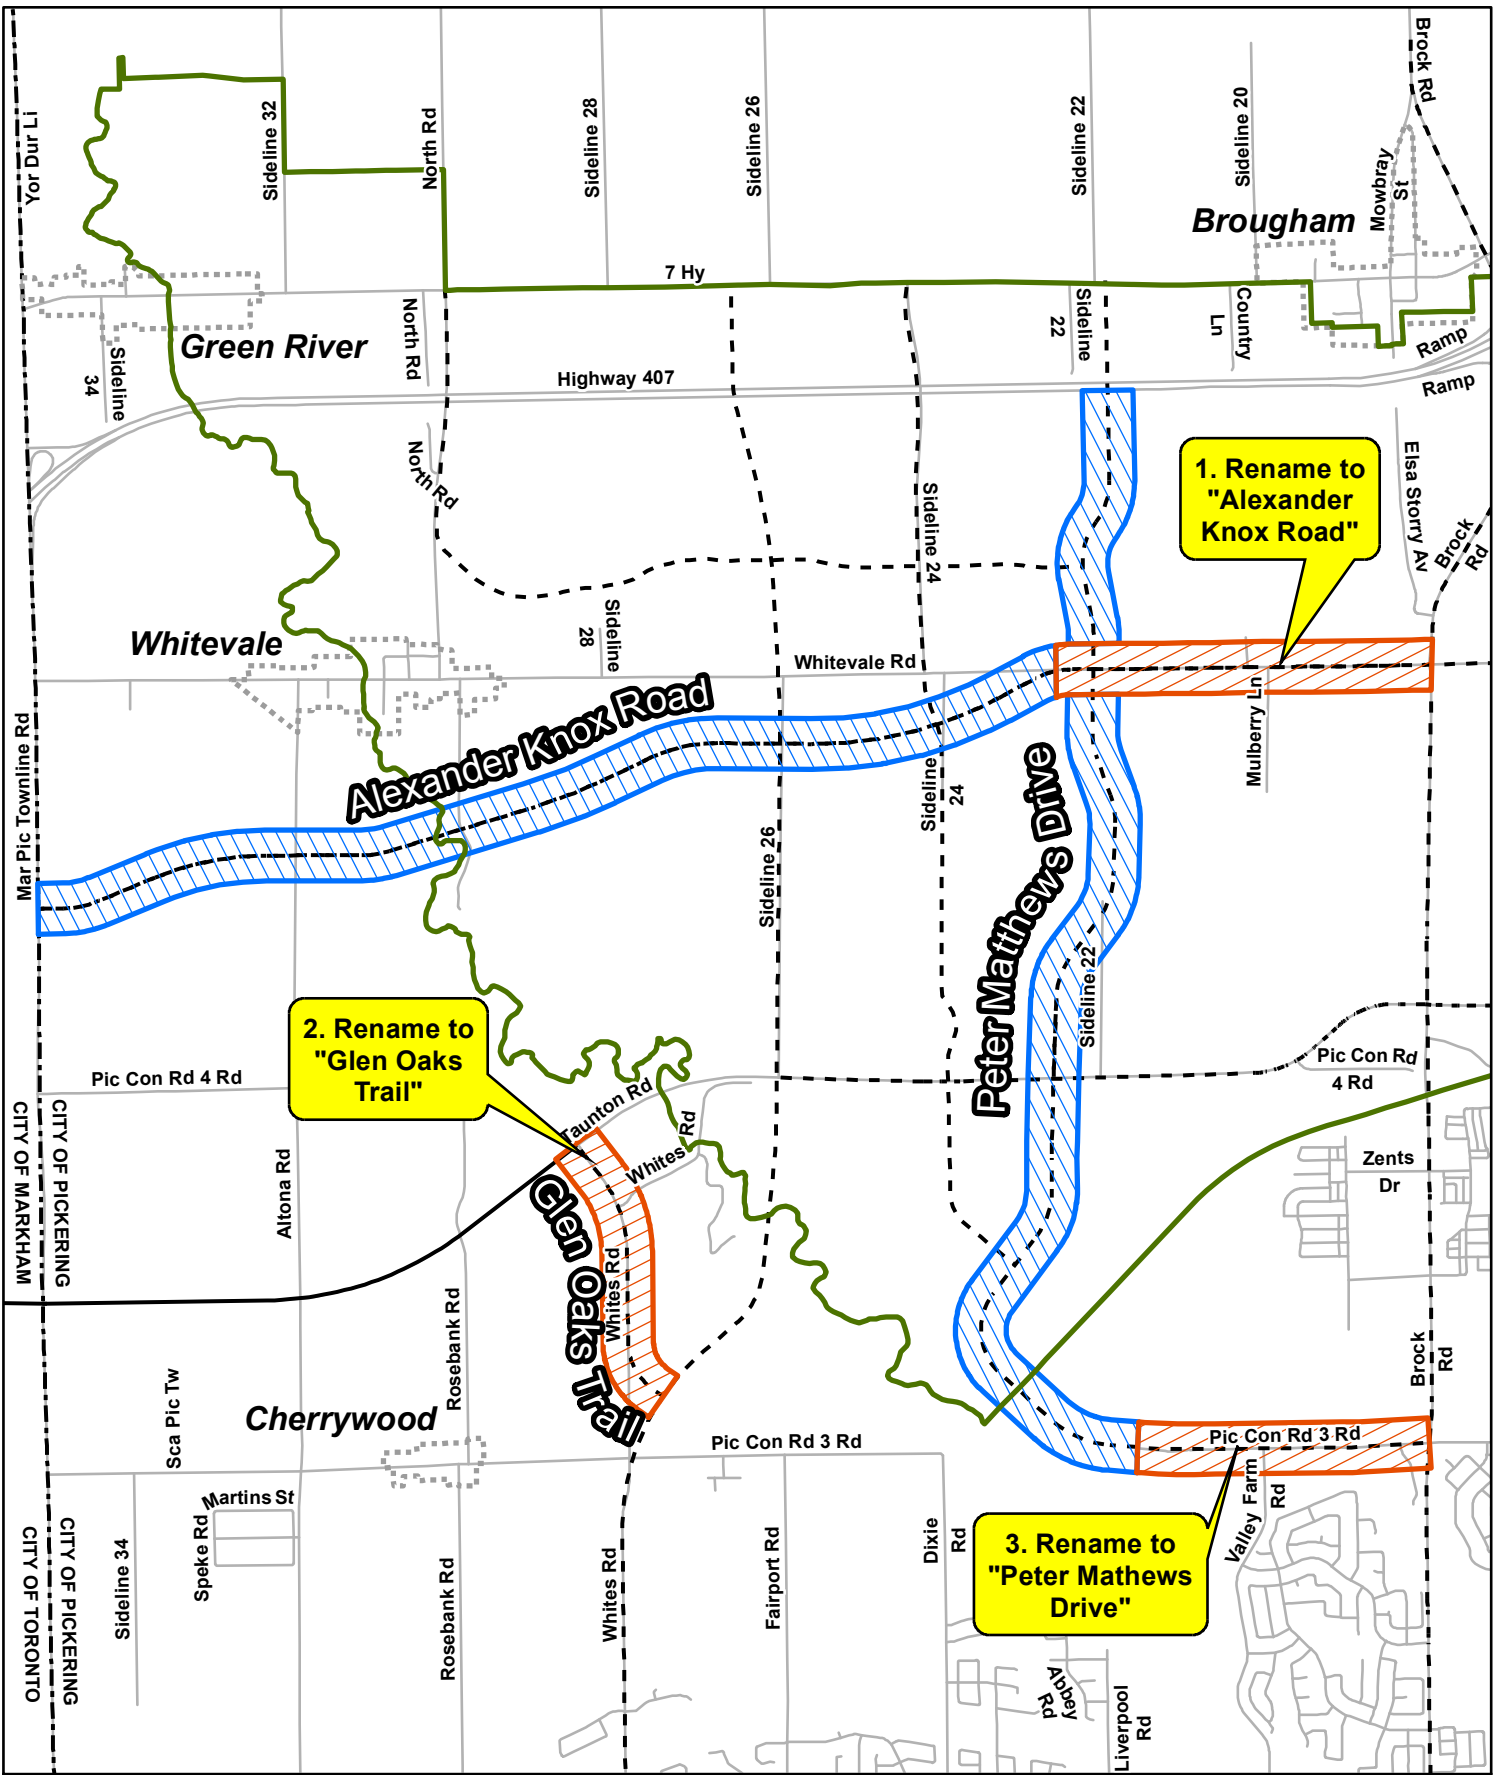 Yor Dur Li
Sideline 32
North Rd
Sideline 28
Sideline 26
Sideline 22
Sideline 20
Brock Rd
Mowbray
St
Brougham
7 Hy
Green River
Sideline
34
North Rd
Sideline
22
Country
Ln
Ramp
Ramp
Highway 407
North Rd
Sideline 24
1. Rename to
"Alexander
Knox Road"
Elsa Storry Av
Brock
Rd
Whitevale
Sideline
28
Whitevale Rd
Mulberry Ln
Mar Pic Townline Rd
Alexander Knox Road
Sideline
24
Sideline 26
Peter Matthews Drive
Sideline 22
2. Rename to
"Glen Oaks
Trail"
Pic Con Rd 4 Rd
Pic Con Rd
4 Rd
Taunton Rd
Whites Rd
CITY OF MARKHAM
CITY OF PICKERING
Altona Rd
Zents
Dr
Glen Oaks Trail
Whites Rd
Rosebank Rd
Brock
Rd
Sca Pic Tw
Cherrywood
Pic Con Rd 3 Rd
Pic Con Rd 3 Rd
Martins St
Speke Rd
Sideline 34
CITY OF TORONTO
CITY OF PICKERING
Rosebank Rd
Whites Rd
Fairport Rd
Dixie
Rd
3. Rename to
"Peter Mathews
Drive"
Valley Farm
Rd
Abbey
Rd
Liverpool
Rd